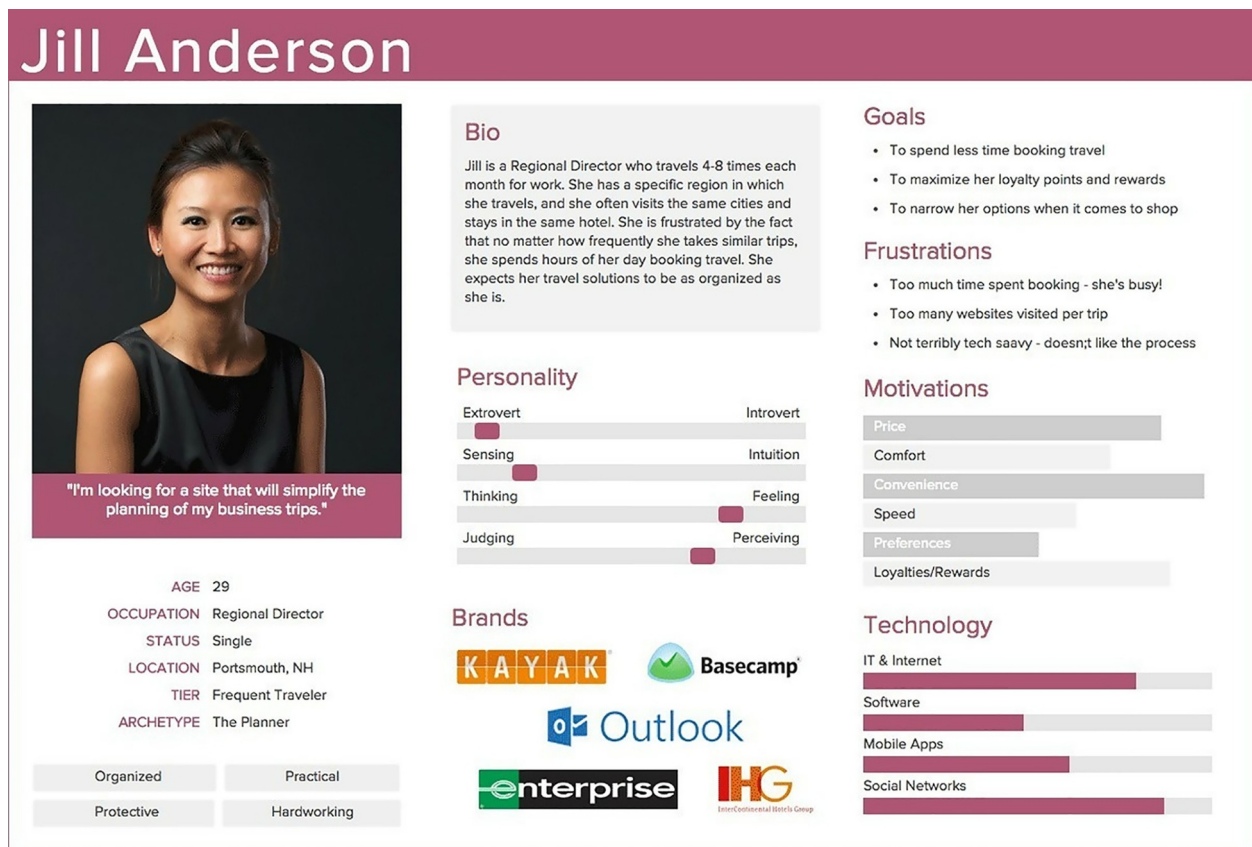 Jill Anderson
"I'm looking for a site that will simplify the
planning of my business trips."
AGE 29
OCCUPATION Regional Director
STATUS Single
LOCATION Portsmouth, NH
TIER Frequent Traveler
ARCHETYPE The Planner
Organized Practical
Protective Hardworking
Bio
Jill is a Regional Director who travels 4-8 times each
month for work. She has a specific region in which
she travels, and she often visits the same cities and
stays in the same hotel. She is frustrated by the fact
that no matter how frequently she takes similar trips,
she spends hours of her day booking travel. She
expects her travel solutions to be as organized as
she is.
Personality
Extrovert Introvert
Sensing Intuition
Thinking Feeling
Judging Perceiving
Brands
KAYAK
Basecamp
Outlook
enterprise
IHG
InterContinental Hotels Group
Goals
• To spend less time booking travel
• To maximize her loyalty points and rewards
• To narrow her options when it comes to shop
Frustrations
• Too much time spent booking - she's busy!
• Too many websites visited per trip
• Not terribly tech saavy - doesn;t like the process
Motivations
Price
Comfort
Convenience
Speed
Preferences
Loyalties/Rewards
Technology
IT & Internet
Software
Mobile Apps
Social Networks